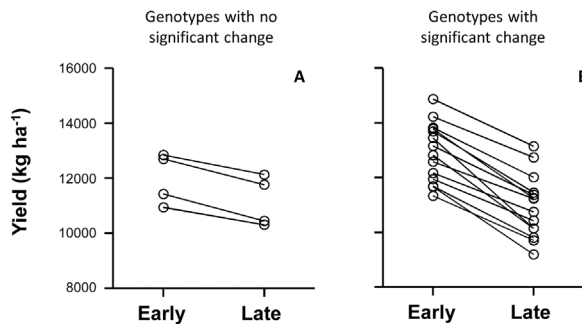 Genotypes with no
significant change
Genotypes with
significant change
A
Yield (kg ha⁻¹)
16000
14000
12000
10000
8000
Early Late
Early Late